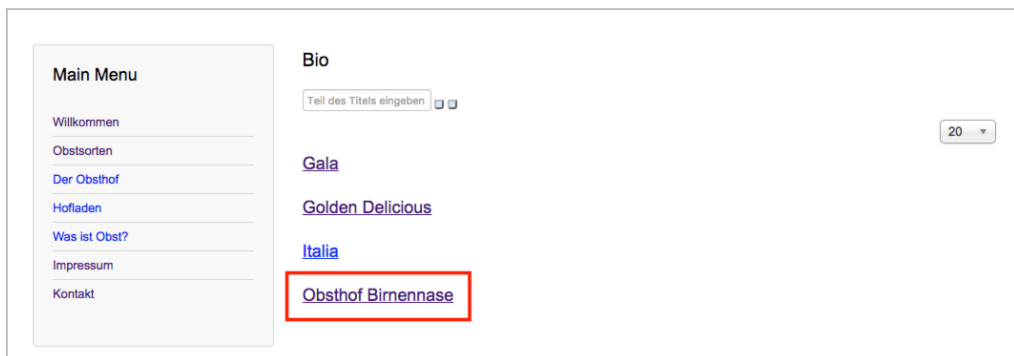 Main Menu
Willkommen
Obstsorten
Der Obsthof
Hofladen
Was ist Obst?
Impressum
Kontakt
Bio
Teil des Titels eingeben
20
Gala
Golden Delicious
Italia
Obsthof Birnennase